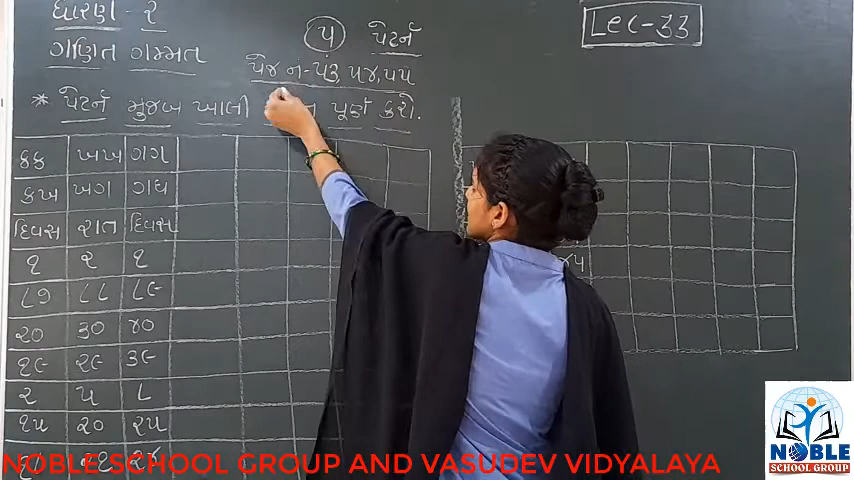 ધોરણ - ૨
Lec-33
૫ પેટર્ન
ગણિત ગમ્મત
પેજ નં-૫૩, ૫૪, ૫૫
* પેટર્ન મુજબ ખાલી પૂર્ણ કરો.
કક ખખ ગગ
કખ ખગ ગઘ
દિવસ રાત દિવસ
૧ ૨ ૧
૮૭ ૮૮ ૮૯
૨૦ ૩૦ ૪૦
૧૯ ૨૯ ૩૯
૨ ૫ ૮
૧૫ ૨૦ ૨૫
NOBLE SCHOOL GROUP AND VASUDEV VIDYALAYA
NOBLE
SCHOOL GROUP